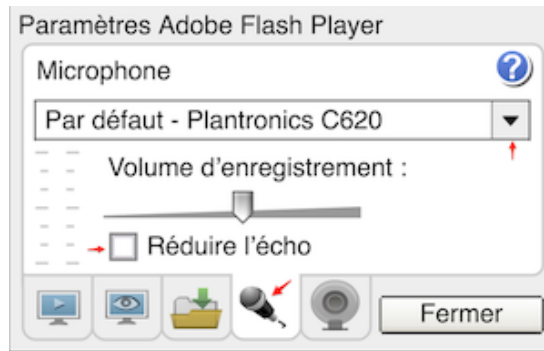 Paramètres Adobe Flash Player
Microphone
?
Par défaut - Plantronics C620
Volume d'enregistrement :
Réduire l'écho
Fermer